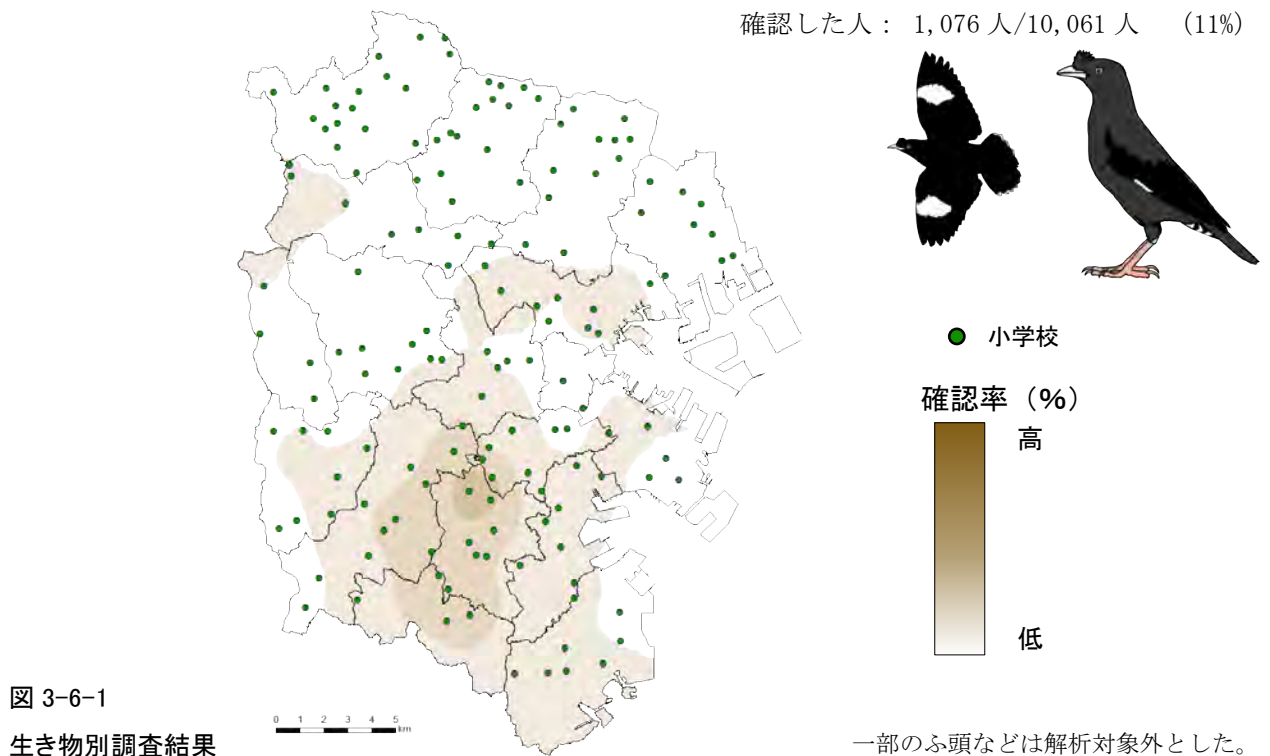 確認した人： 1,076 人/10,061 人 （11%）
小学校
確認率（%）
高
低
図 3-6-1
生き物別調査結果
0 1 2 3 4 5
km
一部のふ頭などは解析対象外とした。